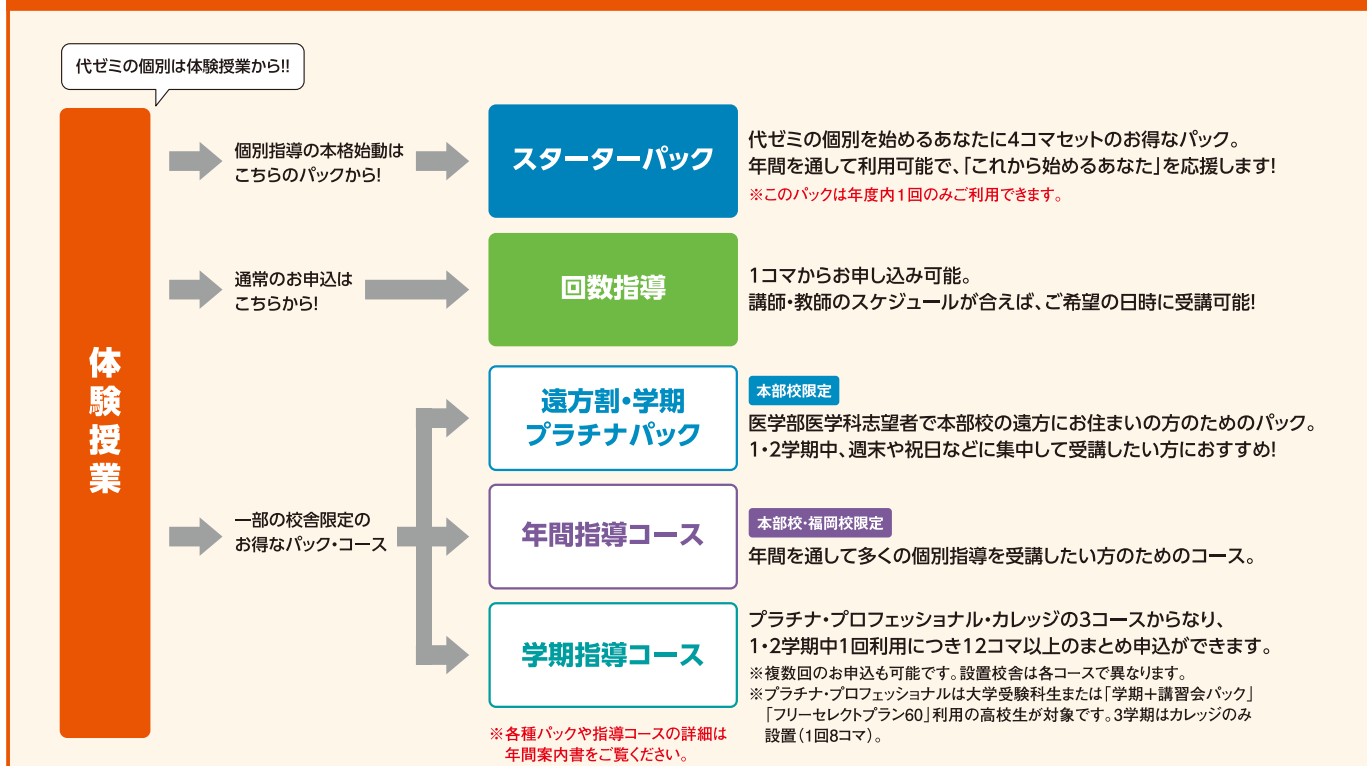 代ゼミの個別は体験授業から!!
体験授業
個別指導の本格始動は
こちらのパックから!
スターターパック
代ゼミの個別を始めるあなたに4コマセットのお得なパック。
年間を通して利用可能で、「これから始めるあなた」を応援します!
※このパックは年度内1回のみご利用できます。
通常のお申込は
こちらから!
回数指導
1コマからお申し込み可能。
講師・教師のスケジュールが合えば、ご希望の日時に受講可能!
一部の校舎限定の
お得なパック・コース
遠方割・学期
プラチナパック
本部校限定
医学部医学科志望者で本部校の遠方にお住まいの方のためのパック。
1・2学期中、週末や祝日などに集中して受講したい方におすすめ!
年間指導コース
本部校・福岡校限定
年間を通して多くの個別指導を受講したい方のためのコース。
学期指導コース
プラチナ・プロフェッショナル・カレッジの3コースからなり、
1・2学期中1回利用につき12コマ以上のまとめ申込ができます。
※複数回のお申込も可能です。設置校舎は各コースで異なります。
※プラチナ・プロフェッショナルは大学受験科生または「学期+講習会パック」
「フリーセレクトプラン60」利用の高校生が対象です。3学期はカレッジのみ
設置(1回8コマ)。
※各種パックや指導コースの詳細は
年間案内書をご覧ください。